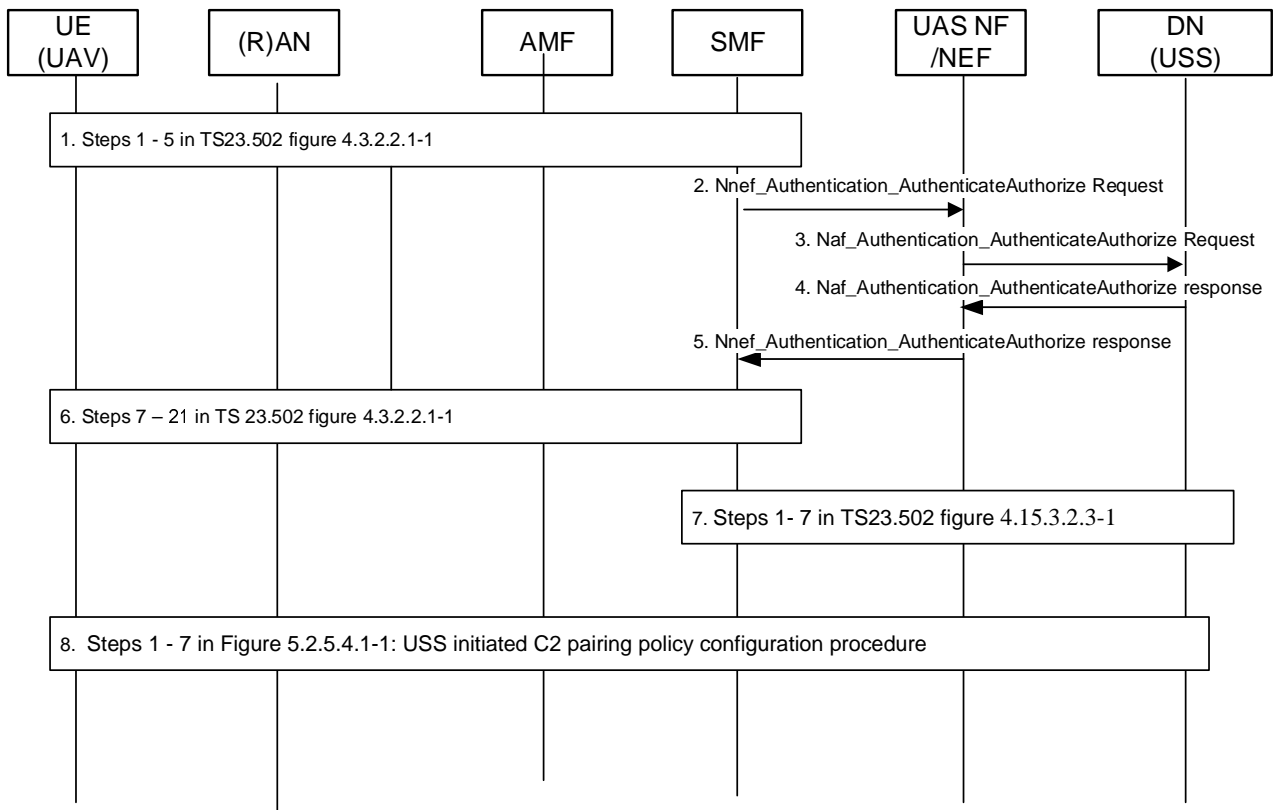 UE
(UAV)
(R)AN
AMF
SMF
UAS NF
/NEF
DN
(USS)
1. Steps 1 - 5 in TS23.502 figure 4.3.2.2.1-1
2. Nnef_Authentication_AuthenticateAuthorize Request
3. Naf_Authentication_AuthenticateAuthorize Request
4. Naf_Authentication_AuthenticateAuthorize response
5. Nnef_Authentication_AuthenticateAuthorize response
6. Steps 7 – 21 in TS 23.502 figure 4.3.2.2.1-1
7. Steps 1- 7 in TS23.502 figure 4.15.3.2.3-1
8. Steps 1 - 7 in Figure 5.2.5.4.1-1: USS initiated C2 pairing policy configuration procedure